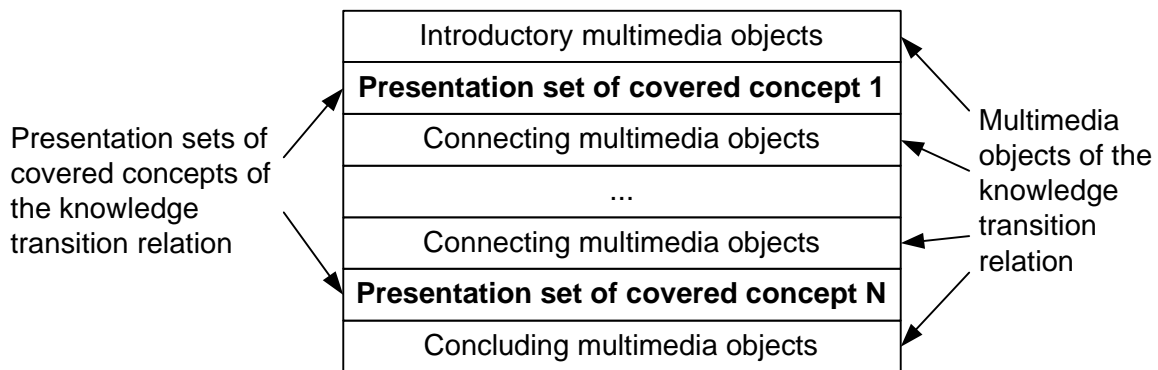 Introductory multimedia objects
Presentation set of covered concept 1
Connecting multimedia objects
...
Connecting multimedia objects
Presentation set of covered concept N
Concluding multimedia objects
Presentation sets of
covered concepts of
the knowledge
transition relation
Multimedia
objects of the
knowledge
transition
relation